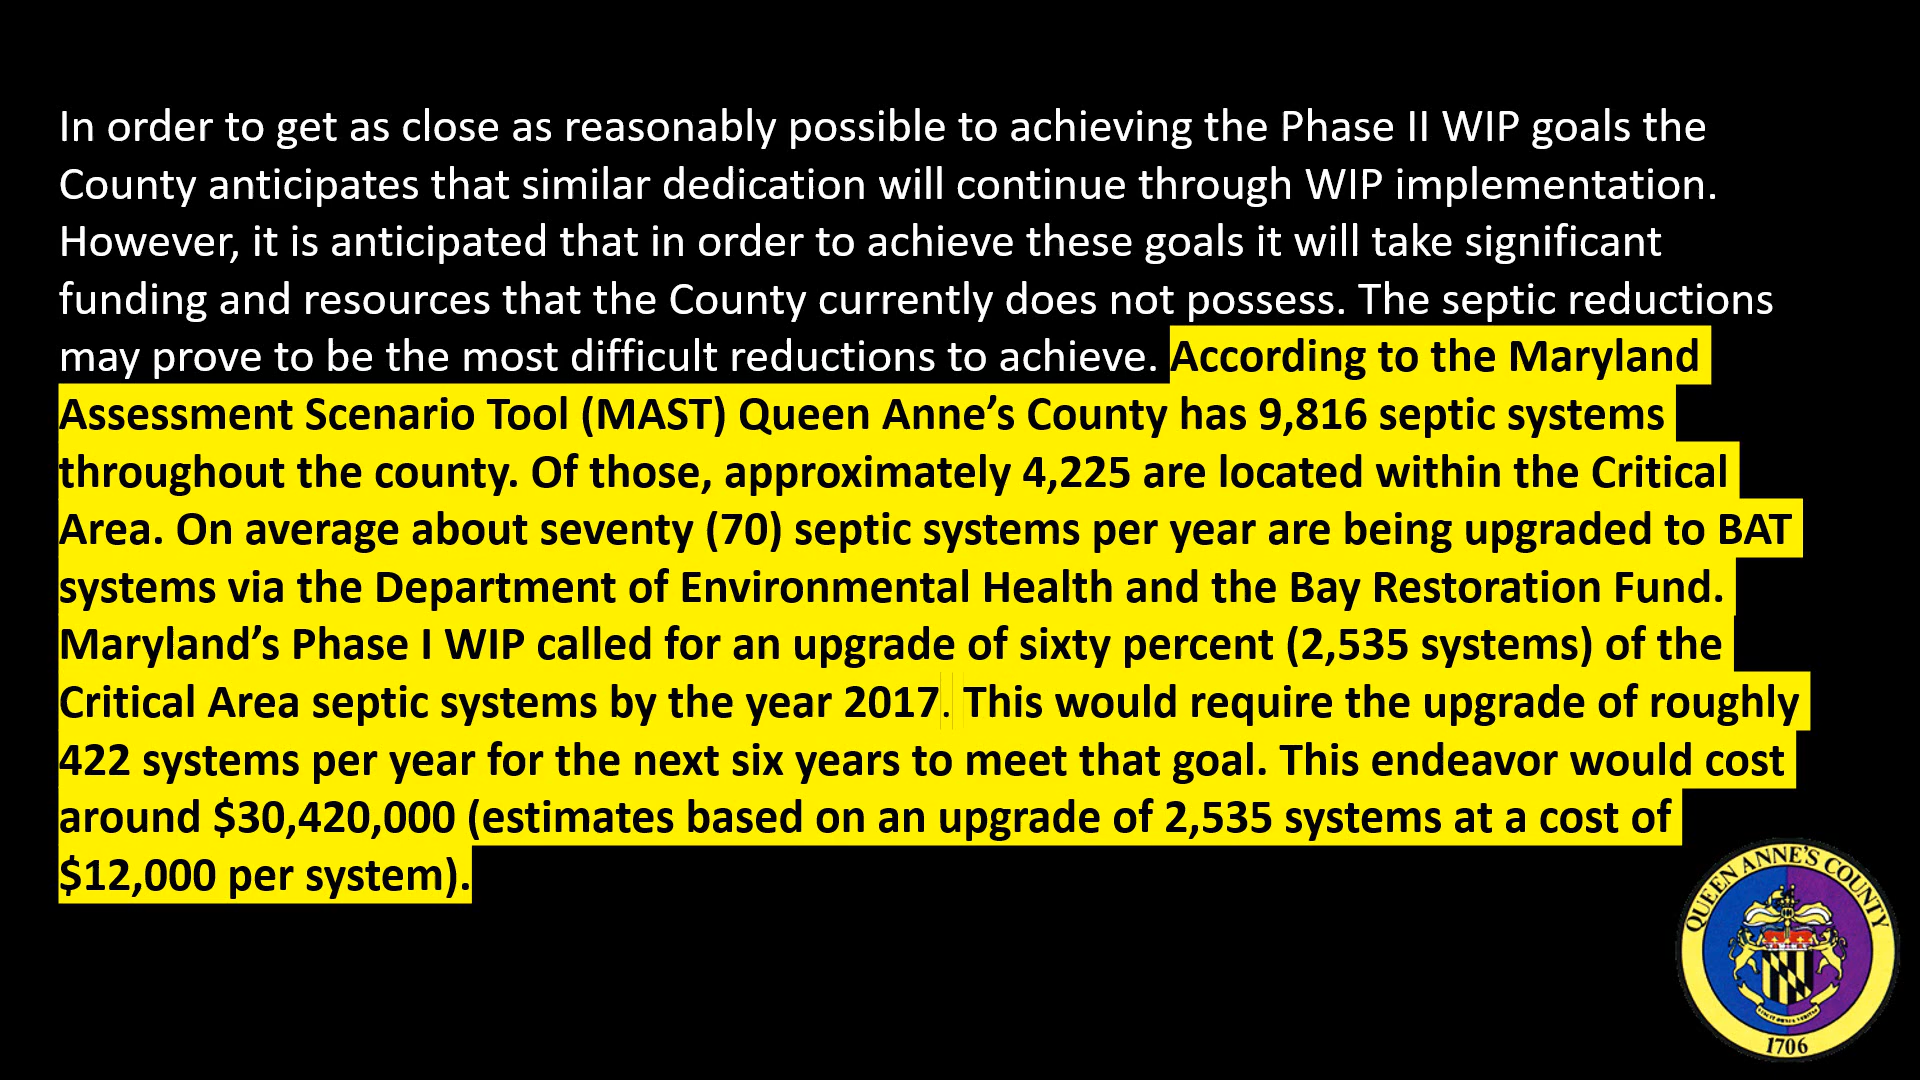 In order to get as close as reasonably possible to achieving the Phase II WIP goals the
County anticipates that similar dedication will continue through WIP implementation.
However, it is anticipated that in order to achieve these goals it will take significant
funding and resources that the County currently does not possess. The septic reductions
may prove to be the most difficult reductions to achieve. According to the Maryland
Assessment Scenario Tool (MAST) Queen Anne’s County has 9,816 septic systems
throughout the county. Of those, approximately 4,225 are located within the Critical
Area. On average about seventy (70) septic systems per year are being upgraded to BAT
systems via the Department of Environmental Health and the Bay Restoration Fund.
Maryland’s Phase I WIP called for an upgrade of sixty percent (2,535 systems) of the
Critical Area septic systems by the year 2017. This would require the upgrade of roughly
422 systems per year for the next six years to meet that goal. This endeavor would cost
around $30,420,000 (estimates based on an upgrade of 2,535 systems at a cost of
$12,000 per system).
QUEEN ANNE'S COUNTY
1706